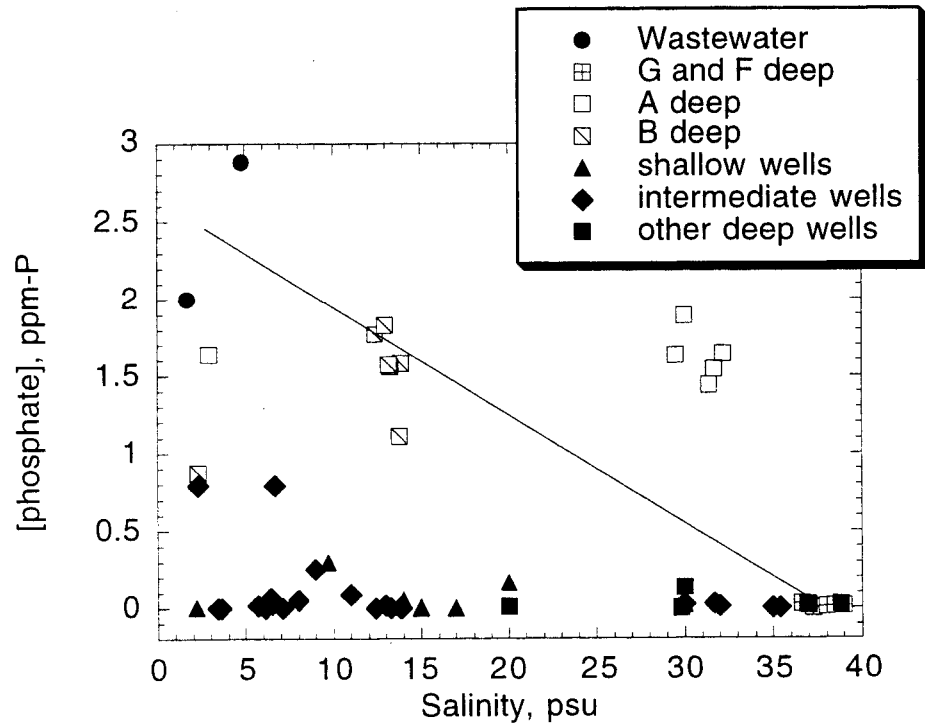 Wastewater
G and F deep
A deep
B deep
shallow wells
intermediate wells
other deep wells
3
2.5
2
1.5
1
0.5
0
[phosphate], ppm-P
0 5 10 15 20 25 30 35 40
Salinity, psu